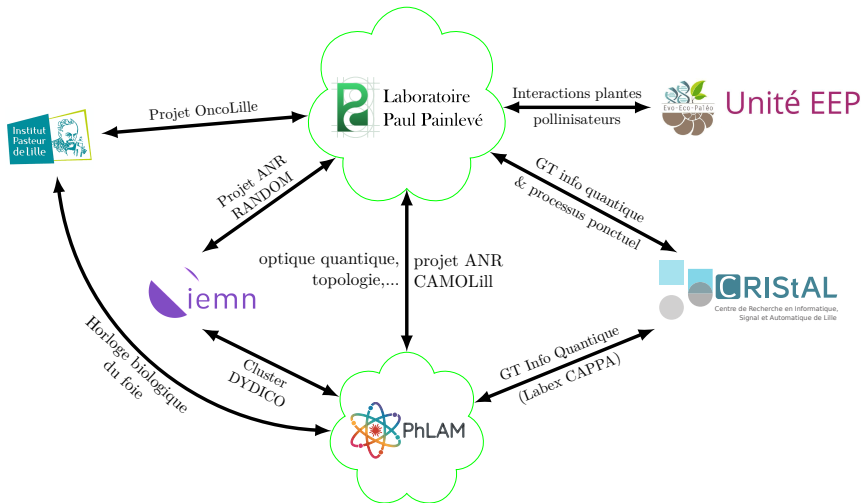 Projet OncoLille
Laboratoire
Paul Painlevé
Interactions plantes
pollinisateurs
Evo-Eco-Paléo
Unité EEP
Institut
Pasteur
de Lille
Projet ANR
RANDOM
GT info quantique
& processus ponctuel
optique quantique,
topologie,...
projet ANR
CAMOLill
iemn
CRIStAL
Centre de Recherche en Informatique,
Signal et Automatique de Lille
Horloge biologique
du foie
Cluster
DYDICO
GT Info Quantique
(Labex CAPPA)
PhLAM